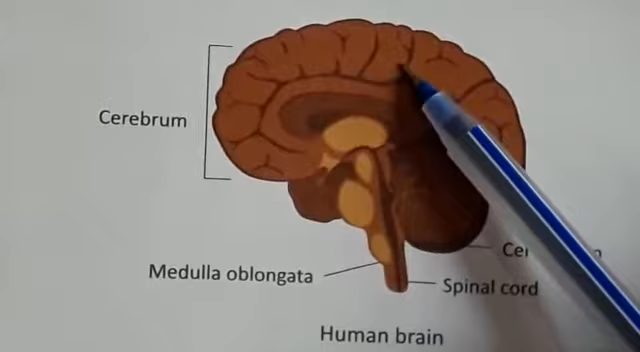 Cerebrum
Medulla oblongata
Spinal cord
Human brain